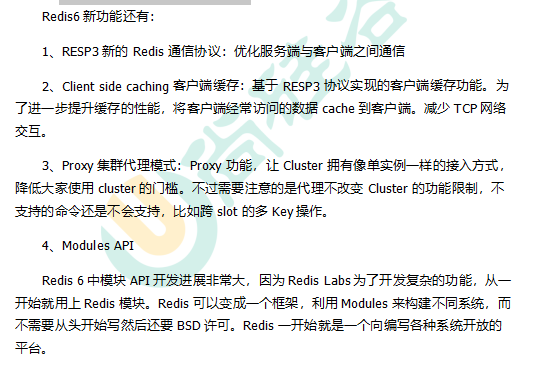 Redis6 新功能还有：
1、RESP3 新的 Redis 通信协议：优化服务端与客户端之间通信
2、Client side caching 客户端缓存：基于 RESP3 协议实现的客户端缓存功能。为
了进一步提升缓存的性能，将客户端经常访问的数据 cache 到客户端。减少 TCP 网络
交互。
3、Proxy 集群代理模式：Proxy 功能，让 Cluster 拥有像单实例一样的接入方式，
降低大家使用 cluster 的门槛。不过需要注意的是代理不改变 Cluster 的功能限制，不
支持的命令还是不会支持，比如跨 slot 的多 Key 操作。
4、Modules API
Redis 6 中模块 API 开发进展非常大，因为 Redis Labs 为了开发复杂的功能，从一
开始就用上 Redis 模块。Redis 可以变成一个框架，利用 Modules 来构建不同系统，而
不需要从头开始写然后还要 BSD 许可。Redis 一开始就是一个向编写各种系统开放的
平台。
尚硅谷